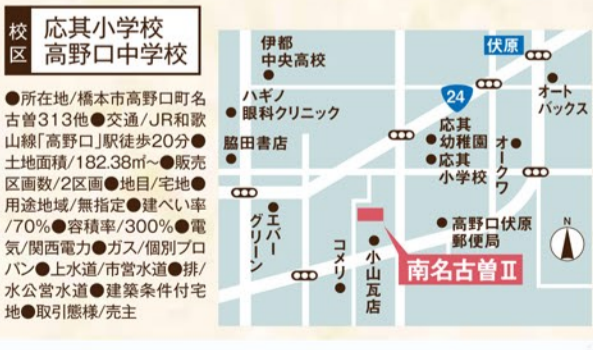 校区
応其小学校
高野口中学校
●所在地/橋本市高野口町名
古曽313他●交通/JR和歌
山線「高野口」駅徒歩20分●
土地面積/182.38㎡〜●販売
区画数/2区画●地目/宅地●
用途地域/無指定●建ぺい率
/70%●容積率/300%●電
気/関西電力●ガス/個別プロ
パン●上水道/市営水道●排/
水公営水道●建築条件付宅
地●取引態様/売主
伊都
中央高校
伏原
ハギノ
眼科クリニック
24
オート
バックス
脇田書店
応其
幼稚園
応其
小学校
オークワ
エバー
グリーン
コメリ
小山瓦店
高野口伏原
郵便局
N
南名古曽Ⅱ